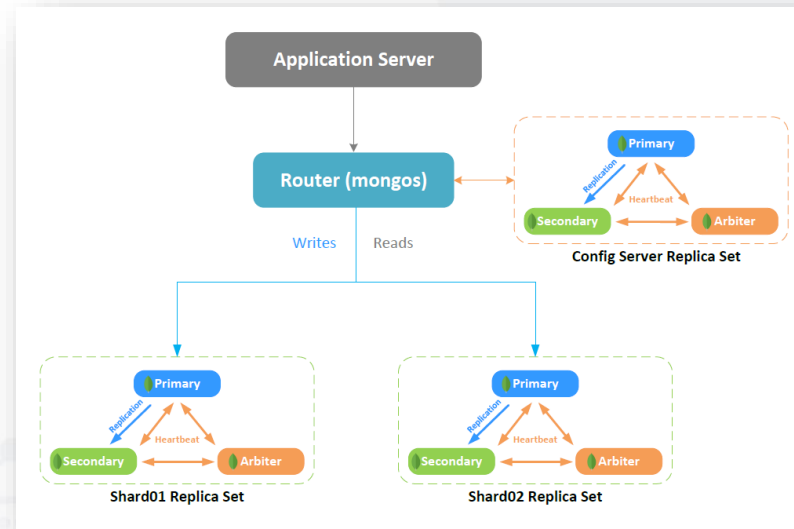 Application Server
Router (mongos)
Writes Reads
Primary
Replication
Heartbeat
Secondary
Arbiter
Config Server Replica Set
Primary
Replication
Heartbeat
Secondary
Arbiter
Shard01 Replica Set
Primary
Replication
Heartbeat
Secondary
Arbiter
Shard02 Replica Set